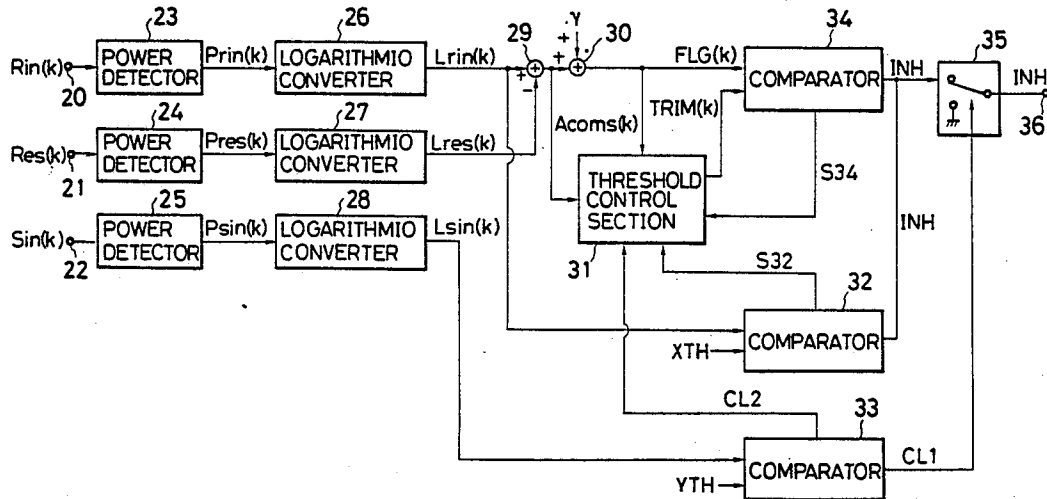 23
26
34
35
29
30
γ
+
+
+
−
+
Rin(k)
20
POWER
DETECTOR
Prin(k)
LOGARITHMIO
CONVERTER
Lrin(k)
FLG(k)
COMPARATOR
INH
INH
36
24
27
TRIM(k)
Res(k)
21
POWER
DETECTOR
Pres(k)
LOGARITHMIO
CONVERTER
Lres(k)
Acoms(k)
S34
THRESHOLD
CONTROL
SECTION
31
INH
25
28
Sin(k)
22
POWER
DETECTOR
Psin(k)
LOGARITHMIO
CONVERTER
Lsin(k)
S32
32
XTH
COMPARATOR
CL2
33
YTH
COMPARATOR
CL1